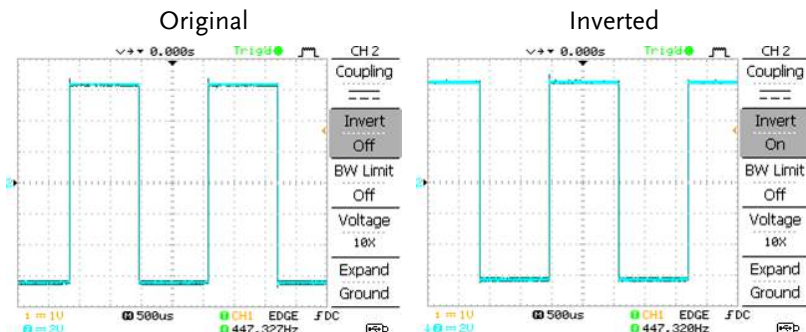 Original
Inverted
0.000s Trig'd CH 2
Coupling
Invert
Off
BW Limit
Off
Voltage
10X
Expand
Ground
1 = 1V 500us CH1 EDGE DC
2 = 2V 447.327Hz
0.000s Trig'd CH 2
Coupling
Invert
On
BW Limit
Off
Voltage
10X
Expand
Ground
1 = 1V 500us CH1 EDGE DC
2 = 2V 447.320Hz